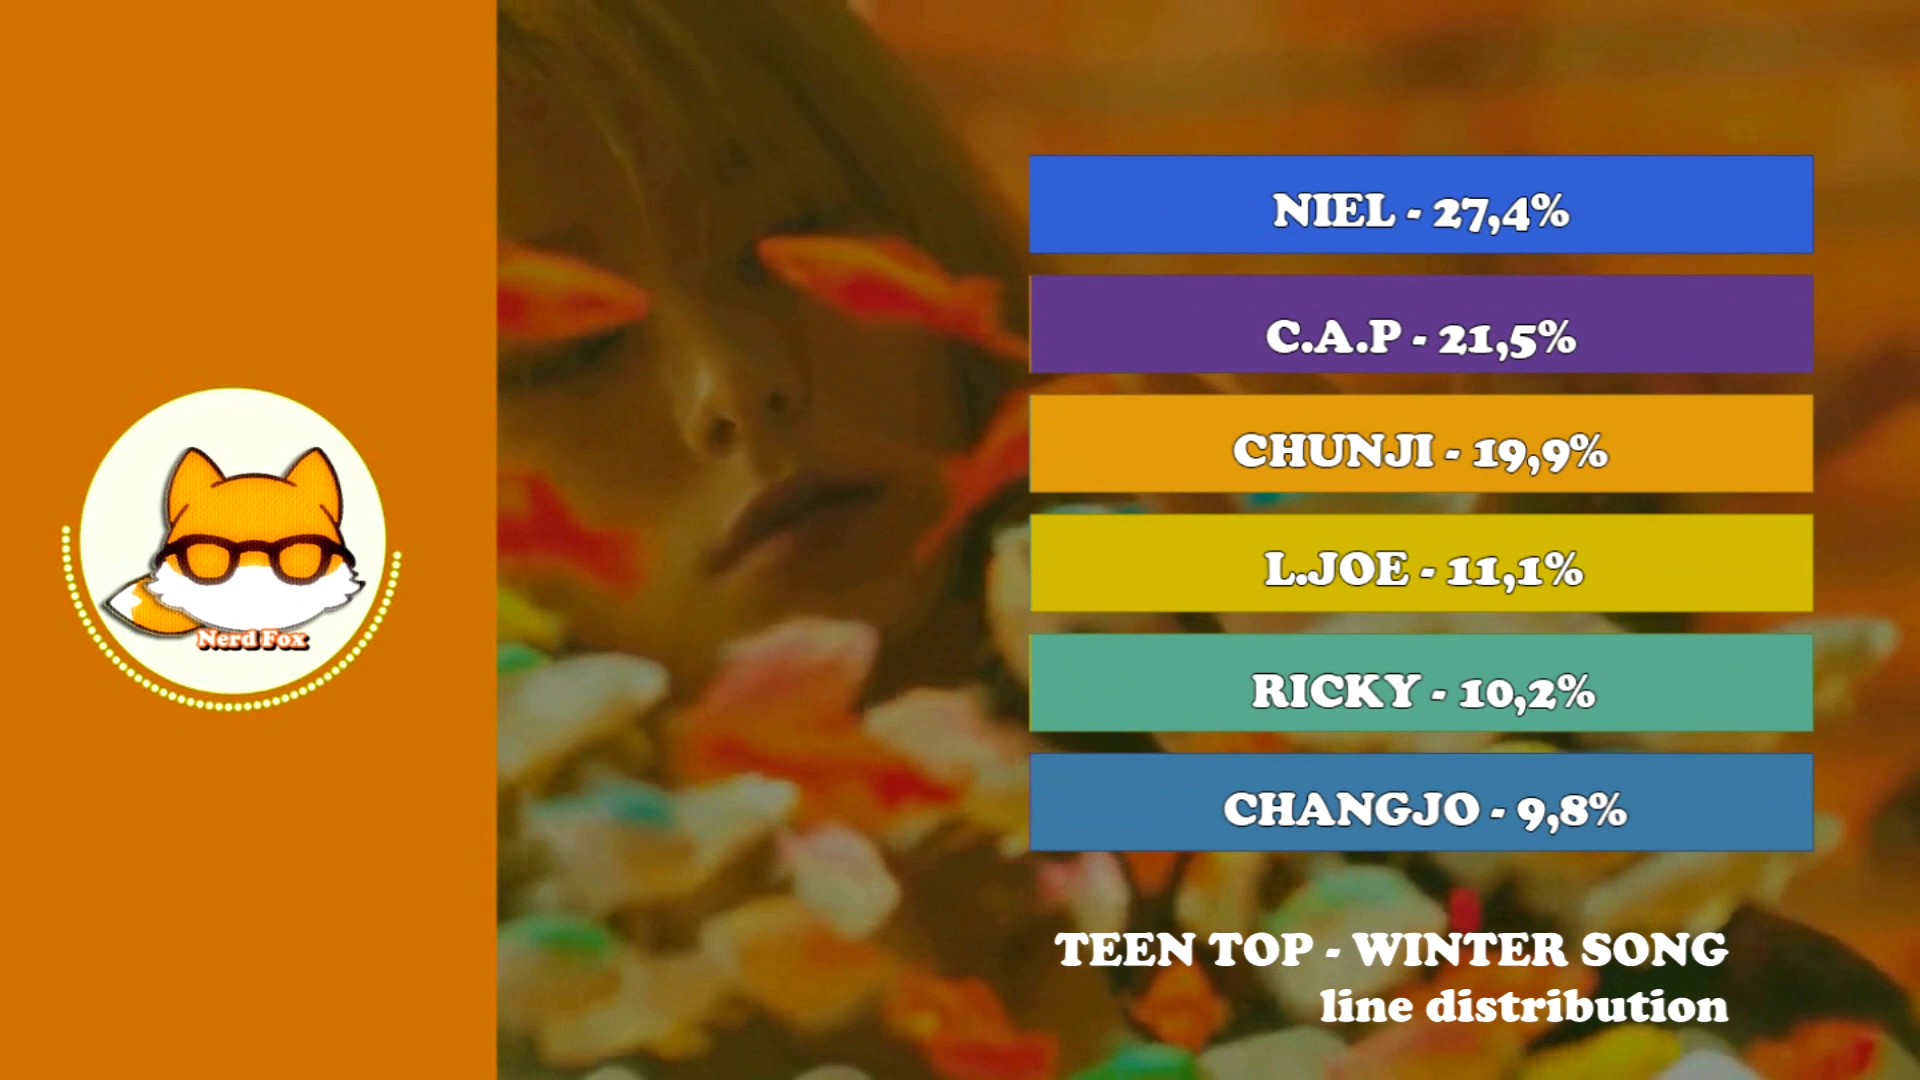 Nerd Fox
NIEL - 27,4%
C.A.P - 21,5%
CHUNJI - 19,9%
L.JOE - 11,1%
RICKY - 10,2%
CHANGJO - 9,8%
TEEN TOP - WINTER SONG
line distribution